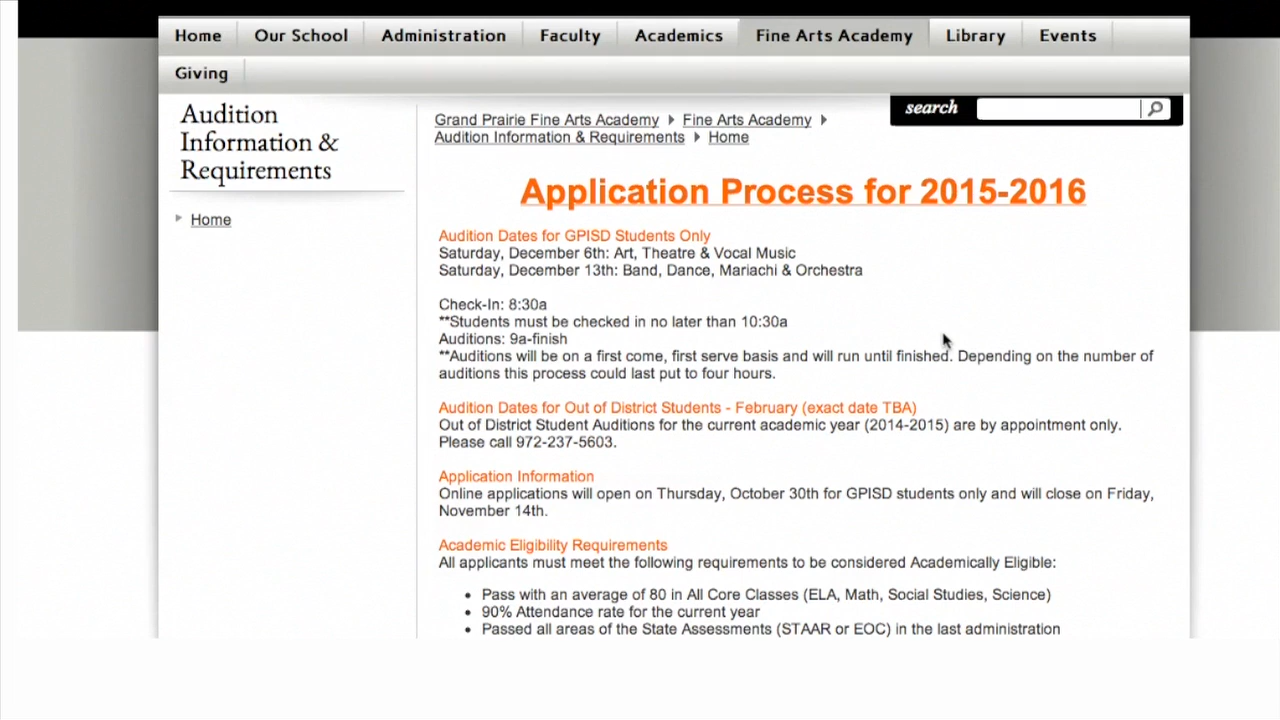 Home Our School Administration Faculty Academics Fine Arts Academy Library Events
Giving
search
Audition
Information &
Requirements
Home
Grand Prairie Fine Arts Academy Fine Arts Academy
Audition Information & Requirements Home
Application Process for 2015-2016
Audition Dates for GPISD Students Only
Saturday, December 6th: Art, Theatre & Vocal Music
Saturday, December 13th: Band, Dance, Mariachi & Orchestra
Check-In: 8:30a
**Students must be checked in no later than 10:30a
Auditions: 9a-finish
**Auditions will be on a first come, first serve basis and will run until finished. Depending on the number of
auditions this process could last put to four hours.
Audition Dates for Out of District Students - February (exact date TBA)
Out of District Student Auditions for the current academic year (2014-2015) are by appointment only.
Please call 972-237-5603.
Application Information
Online applications will open on Thursday, October 30th for GPISD students only and will close on Friday,
November 14th.
Academic Eligibility Requirements
All applicants must meet the following requirements to be considered Academically Eligible:
• Pass with an average of 80 in All Core Classes (ELA, Math, Social Studies, Science)
• 90% Attendance rate for the current year
• Passed all areas of the State Assessments (STAAR or EOC) in the last administration